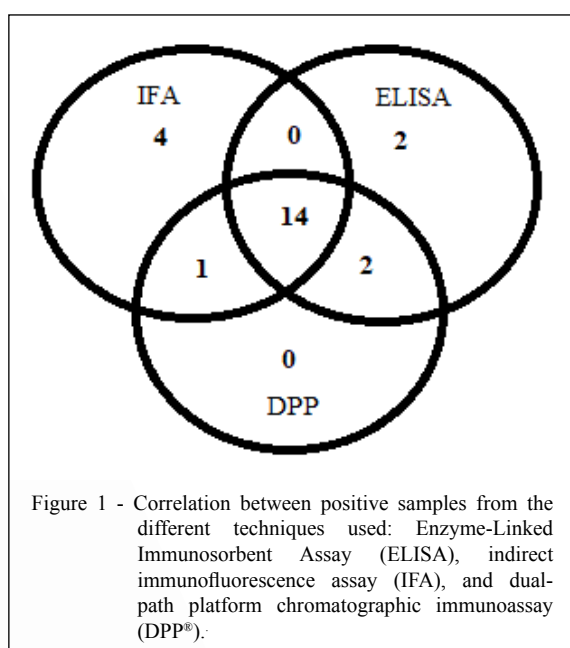 IFA
ELISA
4
0
2
14
1
2
0
DPP
Figure 1 - Correlation between positive samples from the
different techniques used: Enzyme-Linked
Immunosorbent Assay (ELISA), indirect
immunofluorescence assay (IFA), and dual-
path platform chromatographic immunoassay
(DPP®).